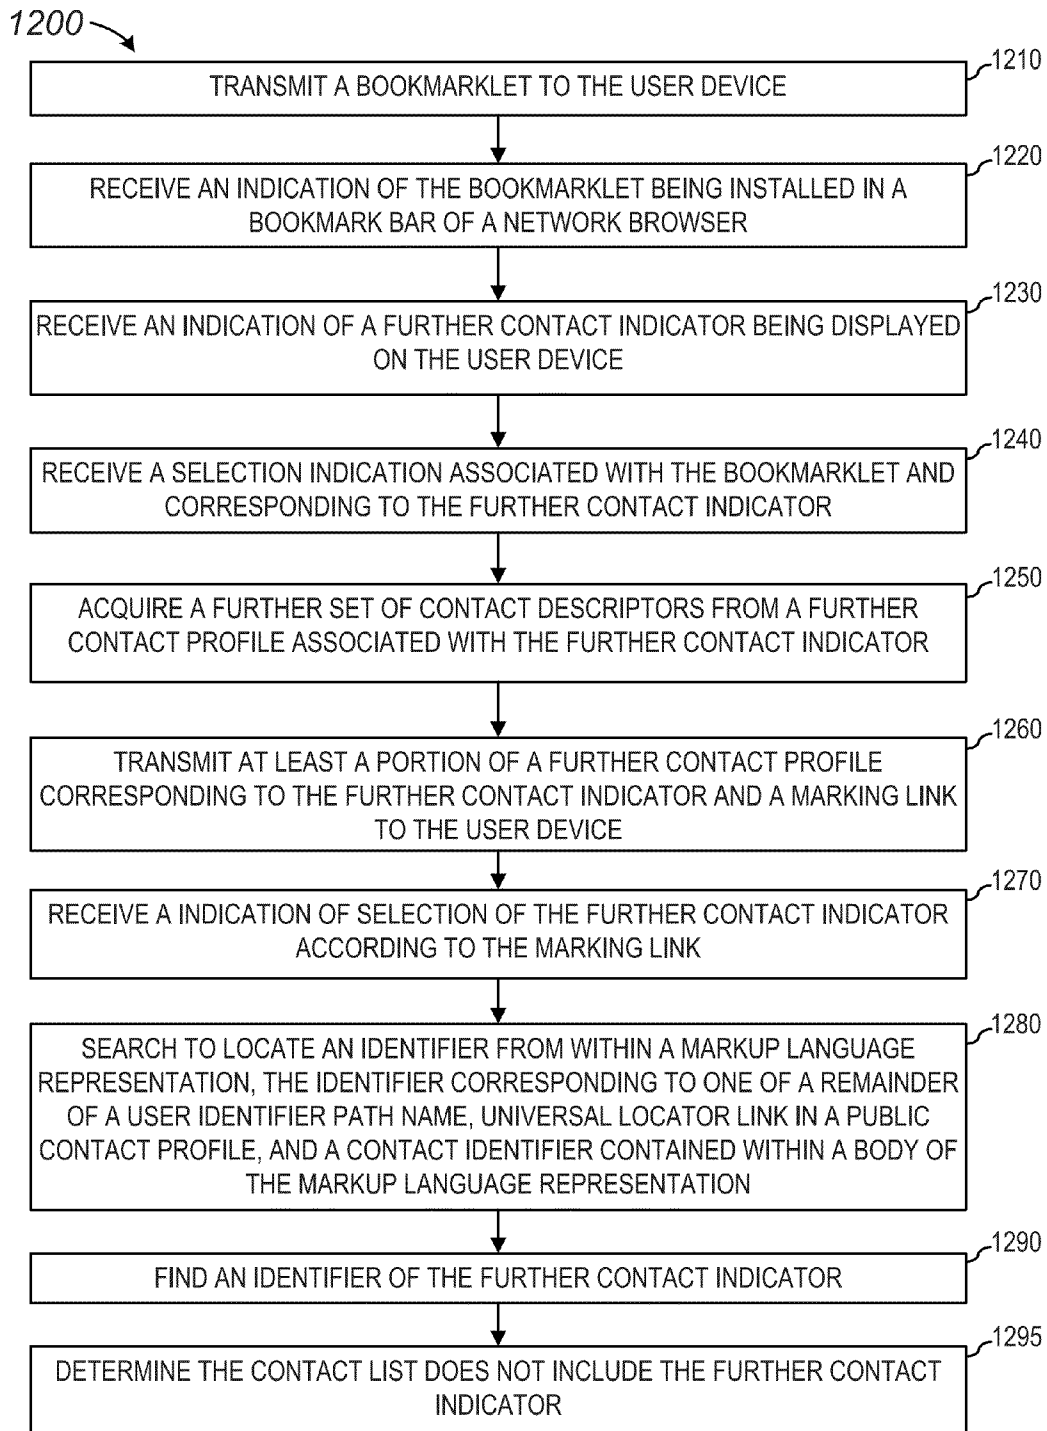 1200
1210
TRANSMIT A BOOKMARKLET TO THE USER DEVICE
1220
RECEIVE AN INDICATION OF THE BOOKMARKLET BEING INSTALLED IN A
BOOKMARK BAR OF A NETWORK BROWSER
1230
RECEIVE AN INDICATION OF A FURTHER CONTACT INDICATOR BEING DISPLAYED
ON THE USER DEVICE
1240
RECEIVE A SELECTION INDICATION ASSOCIATED WITH THE BOOKMARKLET AND
CORRESPONDING TO THE FURTHER CONTACT INDICATOR
1250
ACQUIRE A FURTHER SET OF CONTACT DESCRIPTORS FROM A FURTHER
CONTACT PROFILE ASSOCIATED WITH THE FURTHER CONTACT INDICATOR
1260
TRANSMIT AT LEAST A PORTION OF A FURTHER CONTACT PROFILE
CORRESPONDING TO THE FURTHER CONTACT INDICATOR AND A MARKING LINK
TO THE USER DEVICE
1270
RECEIVE A INDICATION OF SELECTION OF THE FURTHER CONTACT INDICATOR
ACCORDING TO THE MARKING LINK
1280
SEARCH TO LOCATE AN IDENTIFIER FROM WITHIN A MARKUP LANGUAGE
REPRESENTATION, THE IDENTIFIER CORRESPONDING TO ONE OF A REMAINDER
OF A USER IDENTIFIER PATH NAME, UNIVERSAL LOCATOR LINK IN A PUBLIC
CONTACT PROFILE, AND A CONTACT IDENTIFIER CONTAINED WITHIN A BODY OF
THE MARKUP LANGUAGE REPRESENTATION
1290
FIND AN IDENTIFIER OF THE FURTHER CONTACT INDICATOR
1295
DETERMINE THE CONTACT LIST DOES NOT INCLUDE THE FURTHER CONTACT
INDICATOR